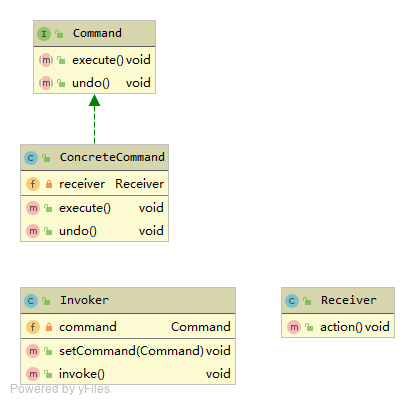 I Command
m execute() void
m undo() void
C ConcreteCommand
f receiver Receiver
m execute() void
m undo() void
C Invoker
f command Command
m setCommand(Command) void
m invoke() void
C Receiver
m action() void
Powered by yFiles